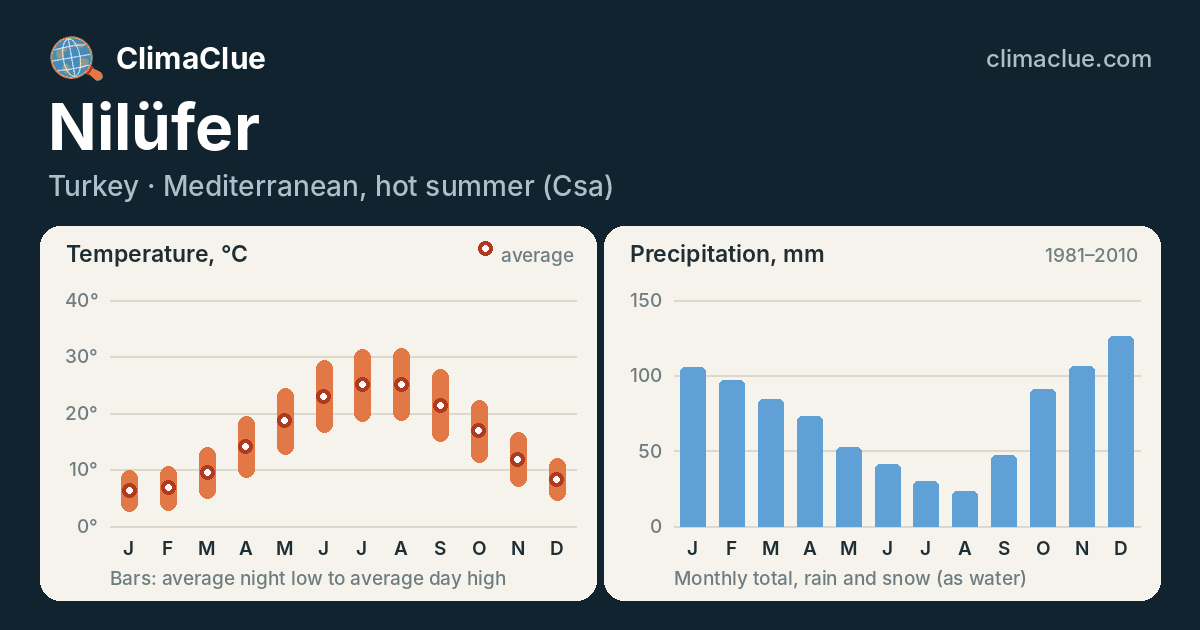 ClimaClue
climaclue.com
Nilüfer
Turkey · Mediterranean, hot summer (Csa)
Temperature, °C
average
40°
30°
20°
10°
0°
J F M A M J J A S O N D
Bars: average night low to average day high
Precipitation, mm
1981–2010
150
100
50
0
J F M A M J J A S O N D
Monthly total, rain and snow (as water)